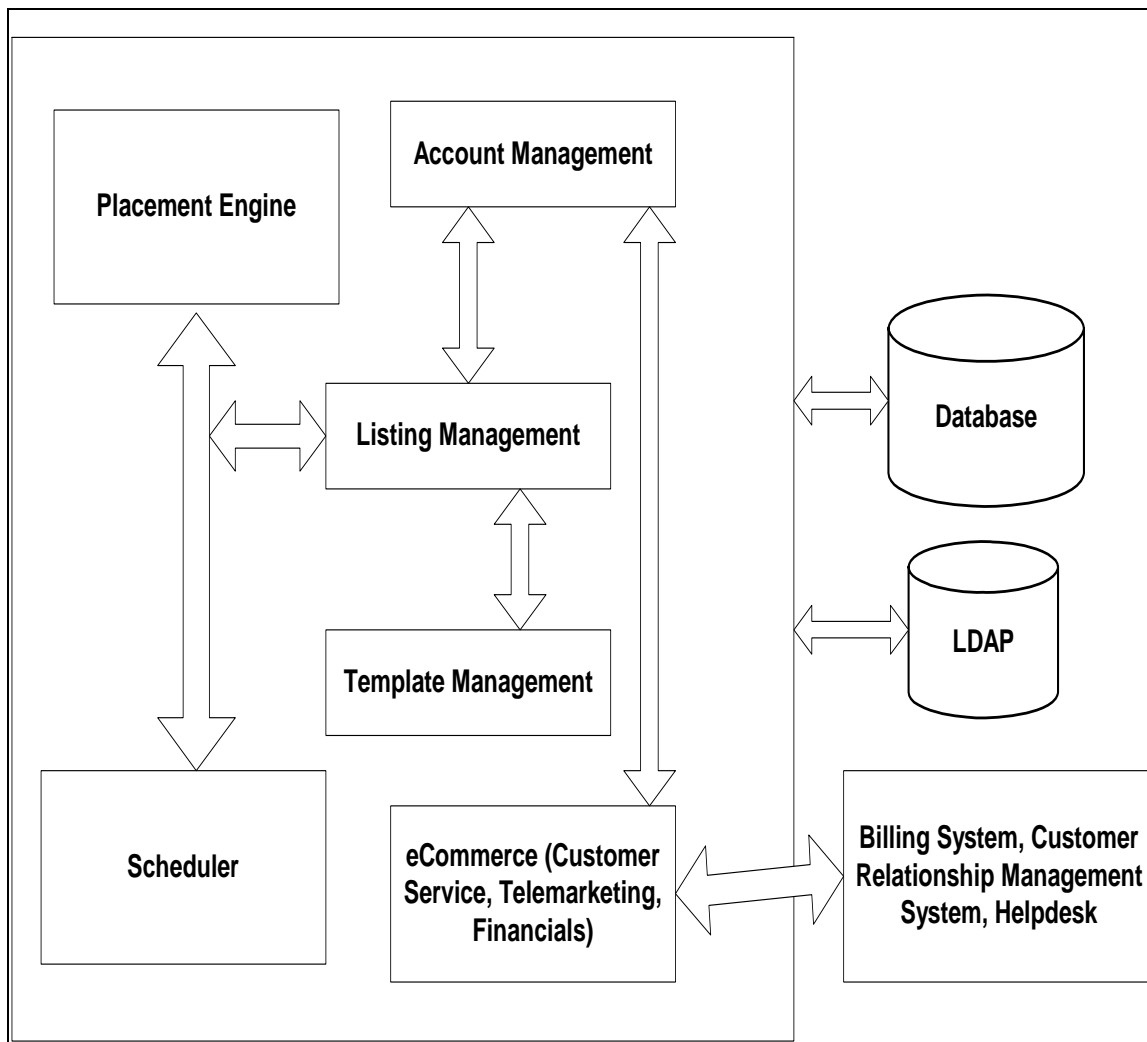 Placement Engine
Account Management
Listing Management
Database
Template Management
LDAP
Scheduler
eCommerce (Customer
Service, Telemarketing,
Financials)
Billing System, Customer
Relationship Management
System, Helpdesk